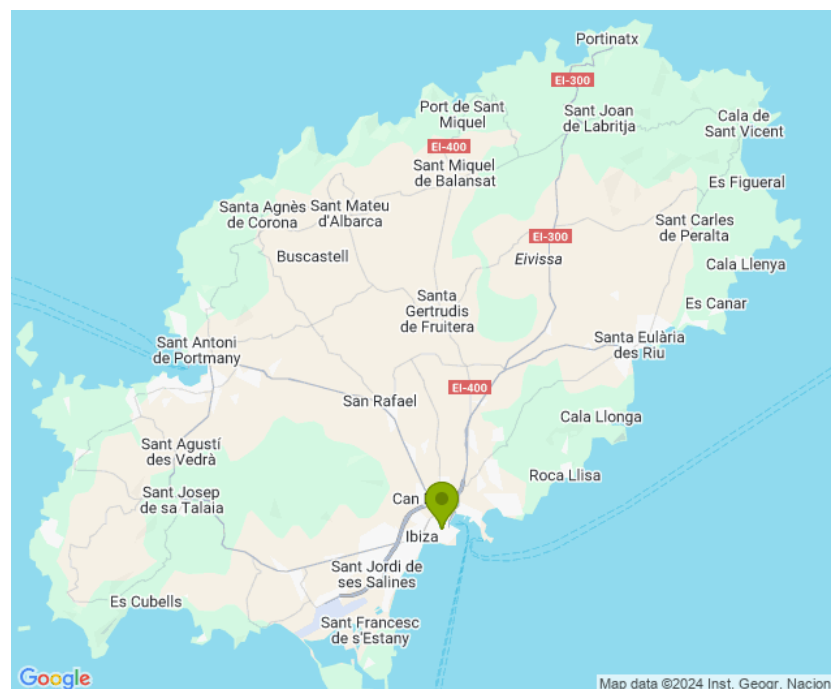 Portinatx
EI-300
Port de Sant
Miquel
Sant Joan
de Labritja
Cala de
Sant Vicent
EI-400
Sant Miquel
de Balansat
Es Figueral
Santa Agnès
de Corona
Sant Mateu
d'Albarca
Sant Carles
de Peralta
EI-300
Buscastell
Eivissa
Cala Llenya
Santa
Gertrudis
de Fruitera
Es Canar
Sant Antoni
de Portmany
Santa Eulària
des Riu
EI-400
San Rafael
Cala Llonga
Sant Agustí
des Vedrà
Roca Llisa
Sant Josep
de sa Talaia
Can
Ibiza
Sant Jordi de
ses Salines
Es Cubells
Sant Francesc
de s'Estany
Google
Map data ©2024 Inst. Geogr. Nacion